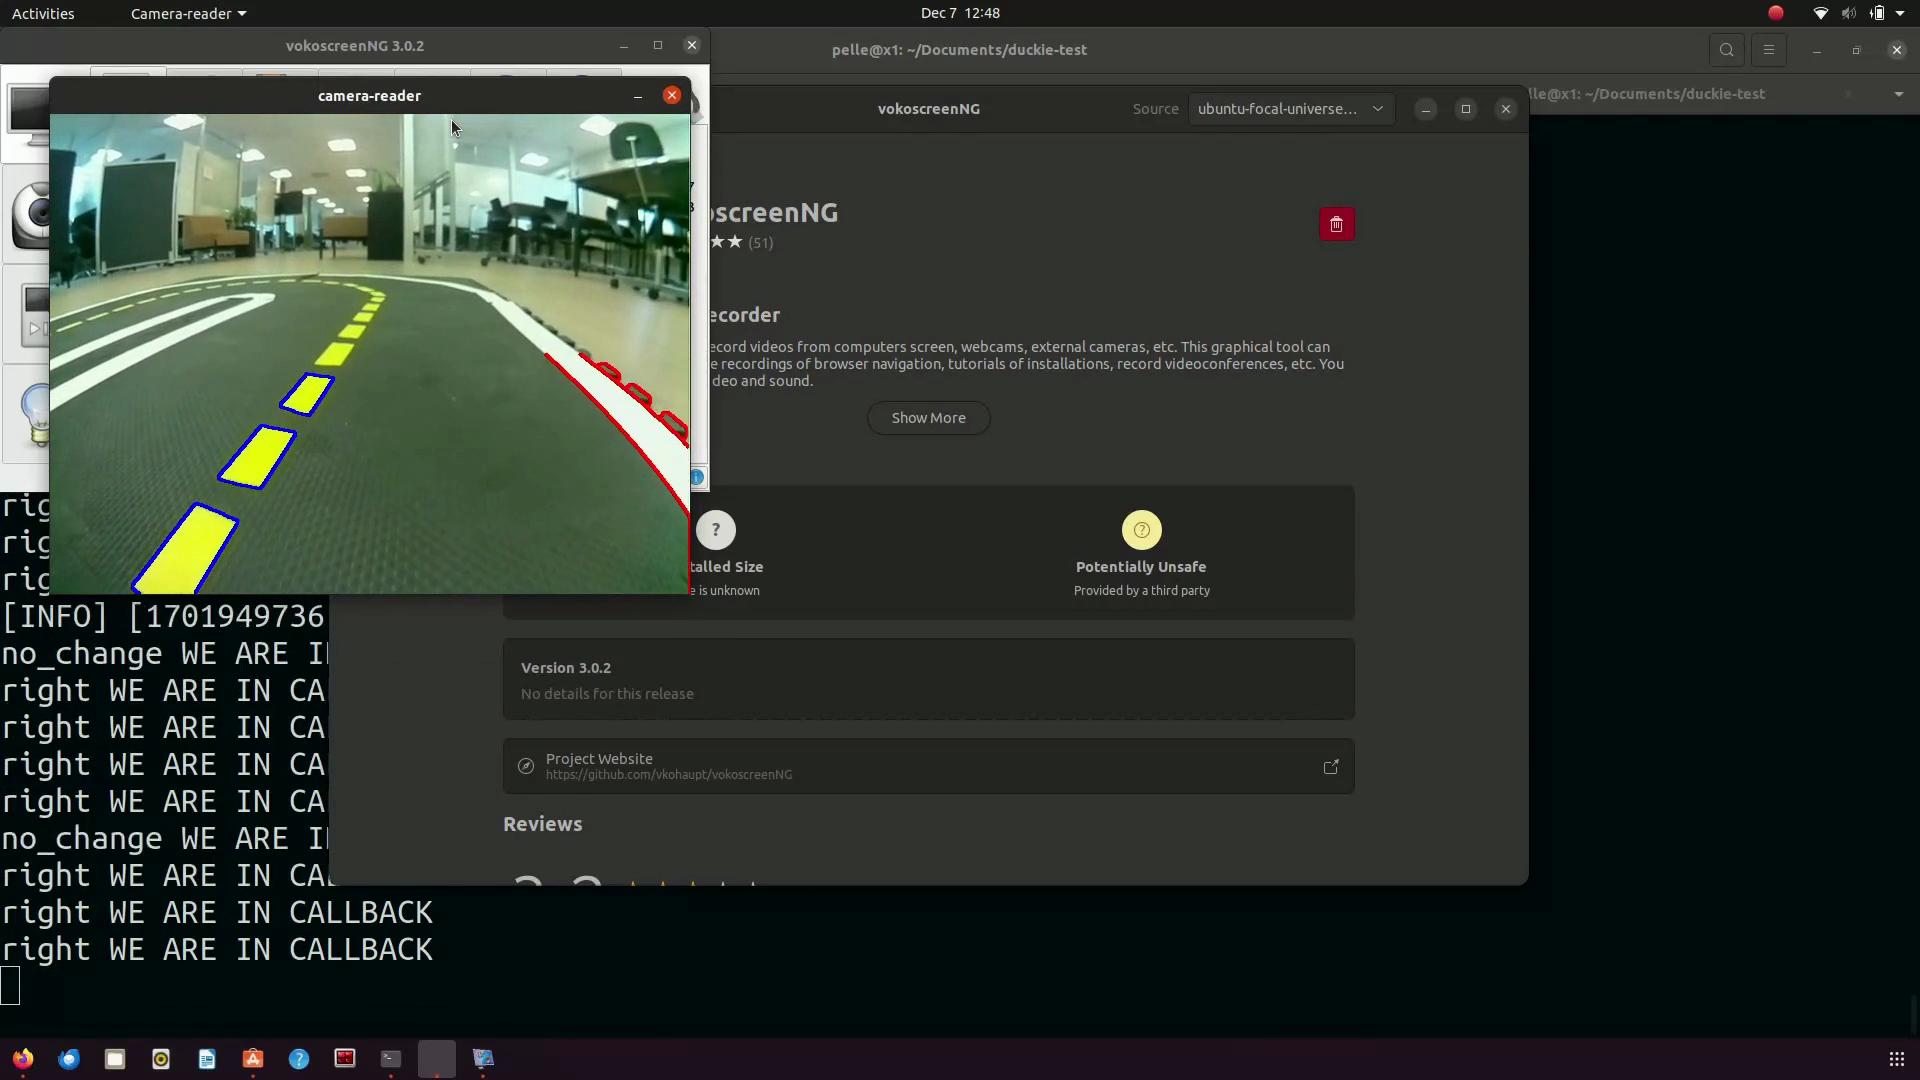 Activities
Camera-reader
Dec 7 12:48
vokoscreenNG 3.0.2
pelle@x1: ~/Documents/duckie-test
camera-reader
vokoscreenNG
Source
ubuntu-focal-universe...
lle@x1: ~/Documents/duckie-test
oscreenNG
(51)
ecorder
ecord videos from computers screen, webcams, external cameras, etc. This graphical tool can
e recordings of browser navigation, tutorials of installations, record videoconferences, etc. You
deo and sound.
Show More
talled Size
e is unknown
Potentially Unsafe
Provided by a third party
Version 3.0.2
No details for this release
Project Website
https://github.com/vkohaupt/vokoscreenNG
Reviews
rig
rig
rig
[INFO] [1701949736
no_change WE ARE I
right WE ARE IN CA
right WE ARE IN CA
right WE ARE IN CA
right WE ARE IN CA
no_change WE ARE I
right WE ARE IN CA
right WE ARE IN CALLBACK
right WE ARE IN CALLBACK